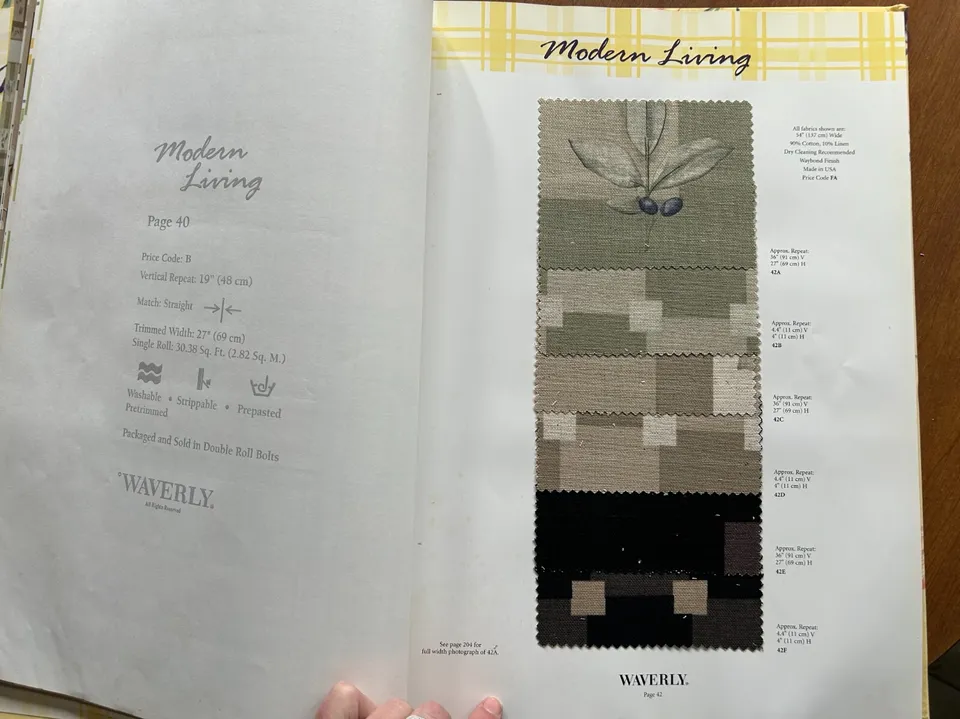 Modern
Living
Page 40
Price Code: B
Vertical Repeat: 19" (48 cm)
Match: Straight
Trimmed Width: 27" (69 cm)
Single Roll: 30.38 Sq. Ft. (2.82 Sq. M.)
Washable • Strippable • Prepasted
Pretrimmed
Packaged and Sold in Double Roll Bolts
WAVERLY®
All Rights Reserved
Modern Living
All fabrics shown are:
54" (137 cm) Wide
90% Cotton, 10% Linen
Dry Cleaning Recommended
Waybond Finish
Made in USA
Price Code FA
Approx. Repeat:
36" (91 cm) V
27" (69 cm) H
42A
Approx. Repeat:
4.4" (11 cm) V
4" (11 cm) H
42B
Approx. Repeat:
36" (91 cm) V
27" (69 cm) H
42C
Approx. Repeat:
4.4" (11 cm) V
4" (11 cm) H
42D
Approx. Repeat:
36" (91 cm) V
27" (69 cm) H
42E
Approx. Repeat:
4.4" (11 cm) V
4" (11 cm) H
42F
See page 204 for
full width photograph of 42A.
WAVERLY®
Page 42